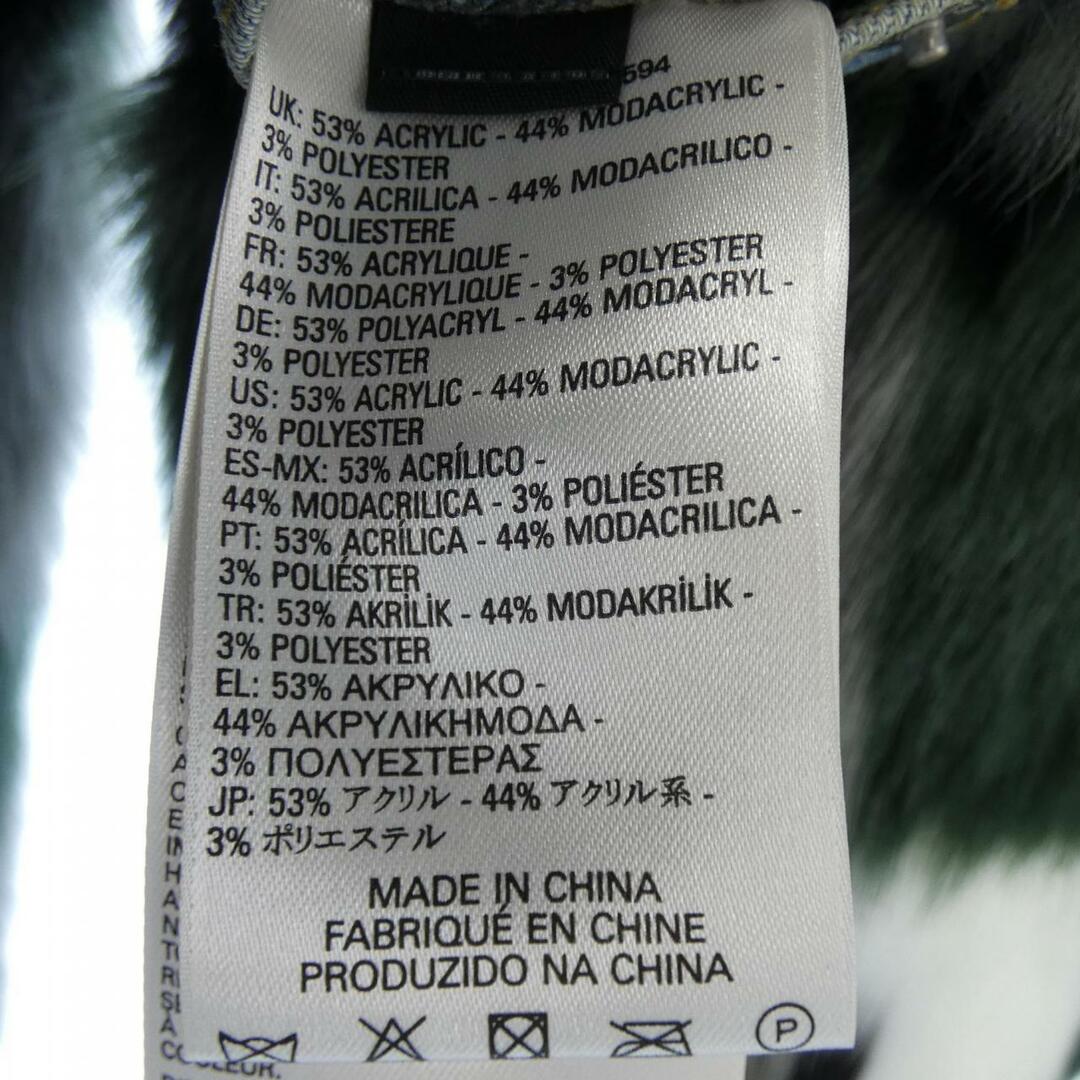 594
UK: 53% ACRYLIC - 44% MODACRYLIC -
3% POLYESTER
IT: 53% ACRILICA - 44% MODACRILICO -
3% POLIESTERE
FR: 53% ACRYLIQUE -
44% MODACRYLIQUE - 3% POLYESTER
DE: 53% POLYACRYL - 44% MODACRYL -
3% POLYESTER
US: 53% ACRYLIC - 44% MODACRYLIC -
3% POLYESTER
ES-MX: 53% ACRÍLICO -
44% MODACRILICA - 3% POLIÉSTER
PT: 53% ACRÍLICA - 44% MODACRILICA -
3% POLIÉSTER
TR: 53% AKRİLİK - 44% MODAKRİLİK -
3% POLYESTER
EL: 53% ΑΚΡΥΛΙΚΟ -
44% ΑΚΡΥΛΙΚΗΜΟΔΑ -
3% ΠΟΛΥΕΣΤΕΡΑΣ
JP: 53% アクリル - 44% アクリル系 -
3% ポリエステル
MADE IN CHINA
FABRIQUÉ EN CHINE
PRODUZIDO NA CHINA
P